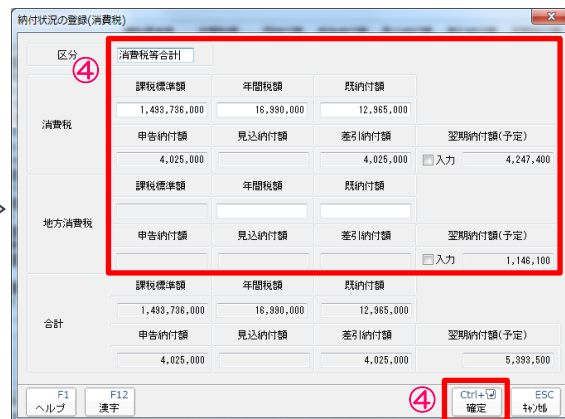 納付状況の登録(消費税)
区分 消費税等合計
④
課税標準額 年間税額 既納付額
1,493,736,000 16,990,000 12,965,000
消費税
申告納付額 見込納付額 差引納付額 翌期納付額(予定)
4,025,000 4,025,000 入力 4,247,400
課税標準額 年間税額 既納付額
地方消費税
申告納付額 見込納付額 差引納付額 翌期納付額(予定)
入力 1,146,100
課税標準額 年間税額 既納付額
1,493,736,000 16,990,000 12,965,000
合計
申告納付額 見込納付額 差引納付額 翌期納付額(予定)
4,025,000 4,025,000 5,393,500
F1 F12 ④ Ctrl+ ESC
ヘルプ 漢字 確定 キャンセル